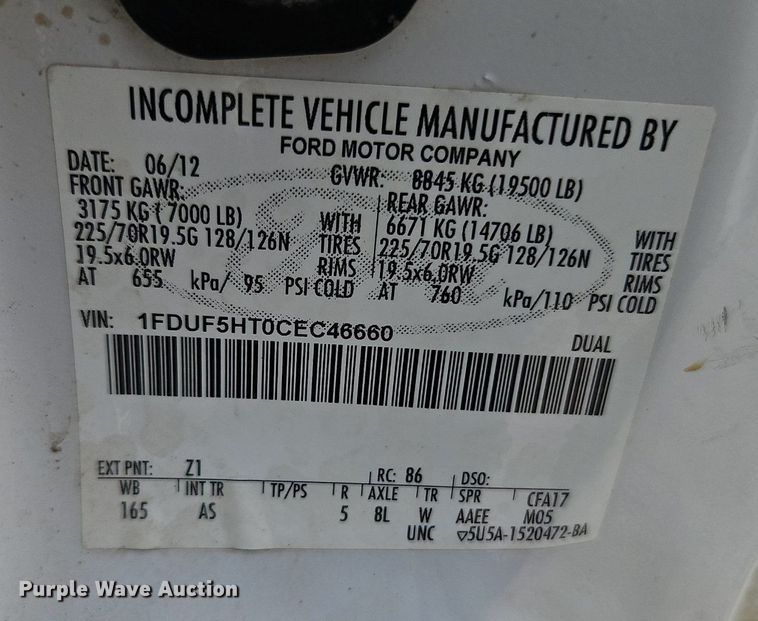 INCOMPLETE VEHICLE MANUFACTURED BY
FORD MOTOR COMPANY
DATE: 06/12 GVWR: 8845 KG (19500 LB)
FRONT GAWR: REAR GAWR:
3175 KG ( 7000 LB) WITH 6671 KG (14706 LB) WITH
225/70R19.5G 128/126N TIRES 225/70R19.5G 128/126N TIRES
19.5x6.0RW RIMS 19.5x6.0RW RIMS
AT 655 kPa/ 95 PSI COLD AT 760 kPa/110 PSI COLD
VIN: 1FDUF5HT0CEC46660 DUAL
EXT PNT: Z1 RC: 86 DSO:
WB INT TR TP/PS R AXLE TR SPR CFA17
165 AS 5 8L W AAEE M05
UNC ▽5U5A-1520472-BA
Purple Wave Auction